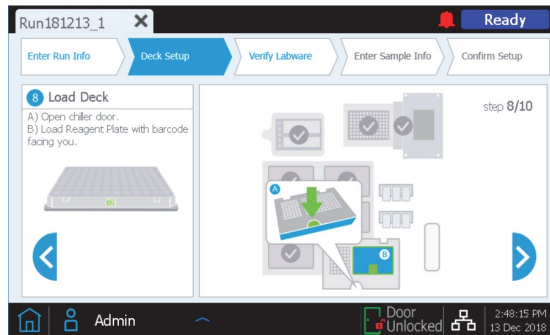 Run181213_1
Ready
Enter Run Info
Deck Setup
Verify Labware
Enter Sample Info
Confirm Setup
8 Load Deck
A) Open chiller door.
B) Load Reagent Plate with barcode
facing you.
step 8/10
A
B
Admin
Door
Unlocked
2:48:15 PM
13 Dec 2018